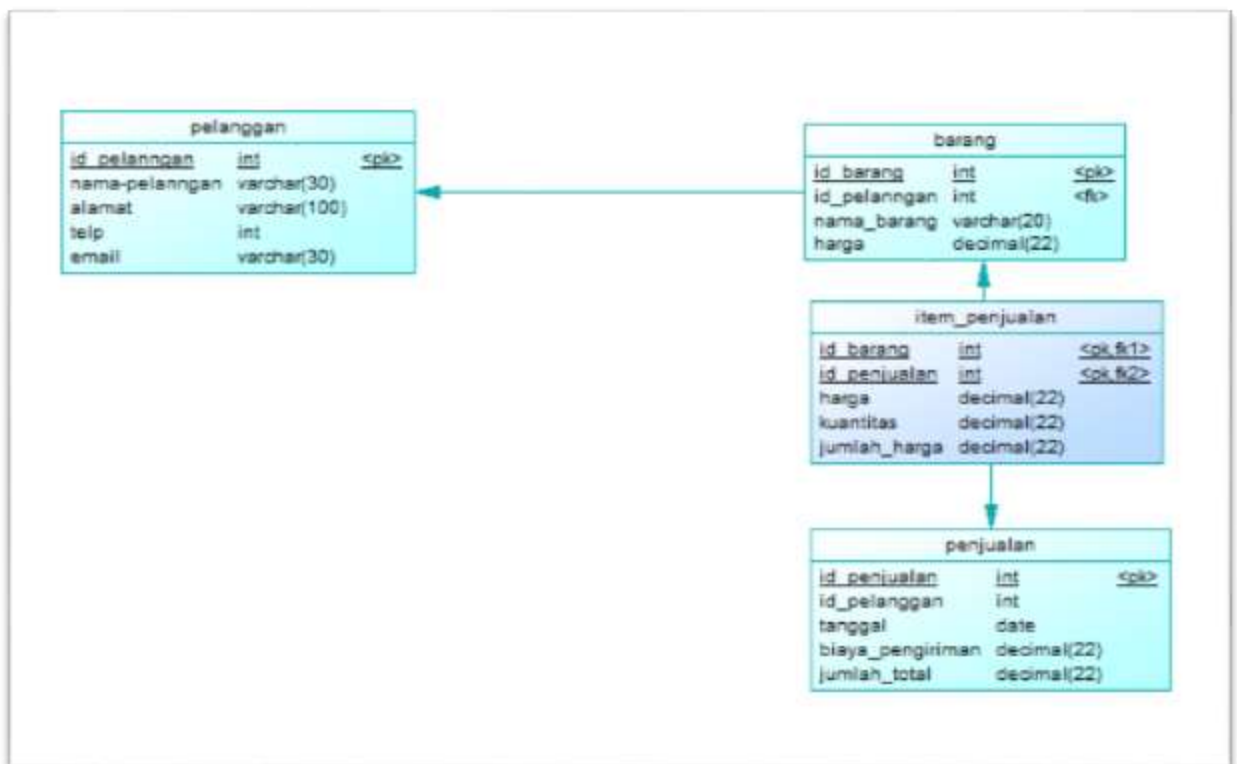 pelanggan
id_pelanngan int <pk>
nama-pelanngan varchar(30)
alamat varchar(100)
telp int
email varchar(30)
barang
id_barang int <pk>
id_pelanngan int <fk>
nama_barang varchar(20)
harga decimal(22)
item_penjualan
id_barang int <pk,fk1>
id_penjualan int <pk,fk2>
harga decimal(22)
kuantitas decimal(22)
jumlah_harga decimal(22)
penjualan
id_penjualan int <pk>
id_pelanggan int
tanggal date
biaya_pengiriman decimal(22)
jumlah_total decimal(22)